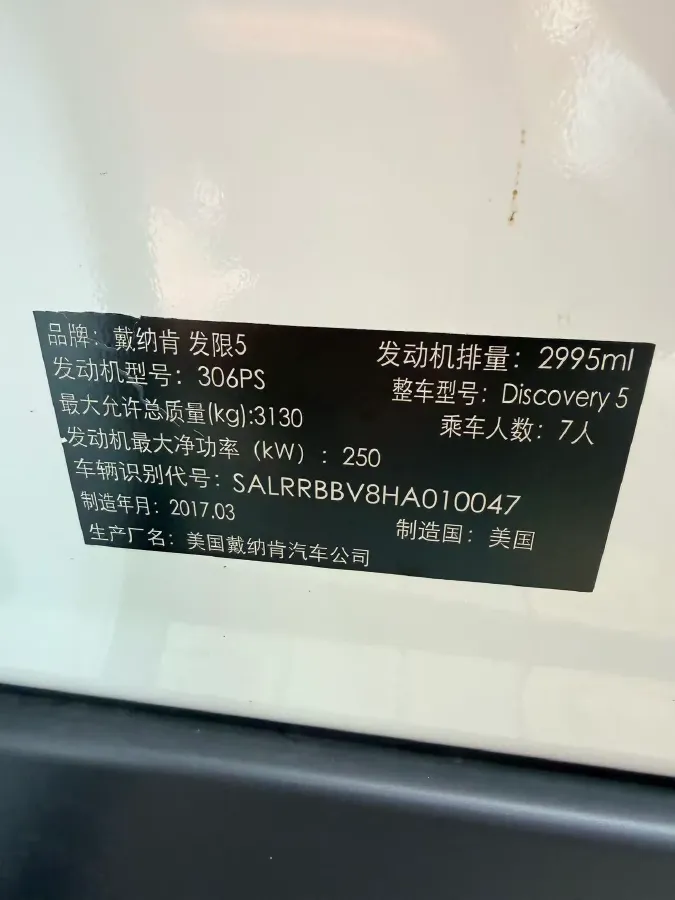 品牌：戴纳肯 发限5
发动机排量：2995ml
发动机型号：306PS
整车型号：Discovery 5
最大允许总质量(kg):3130
乘车人数：7人
发动机最大净功率（kW）：250
车辆识别代号：SALRRBBV8HA010047
制造年月：2017.03
制造国：美国
生产厂名：美国戴纳肯汽车公司